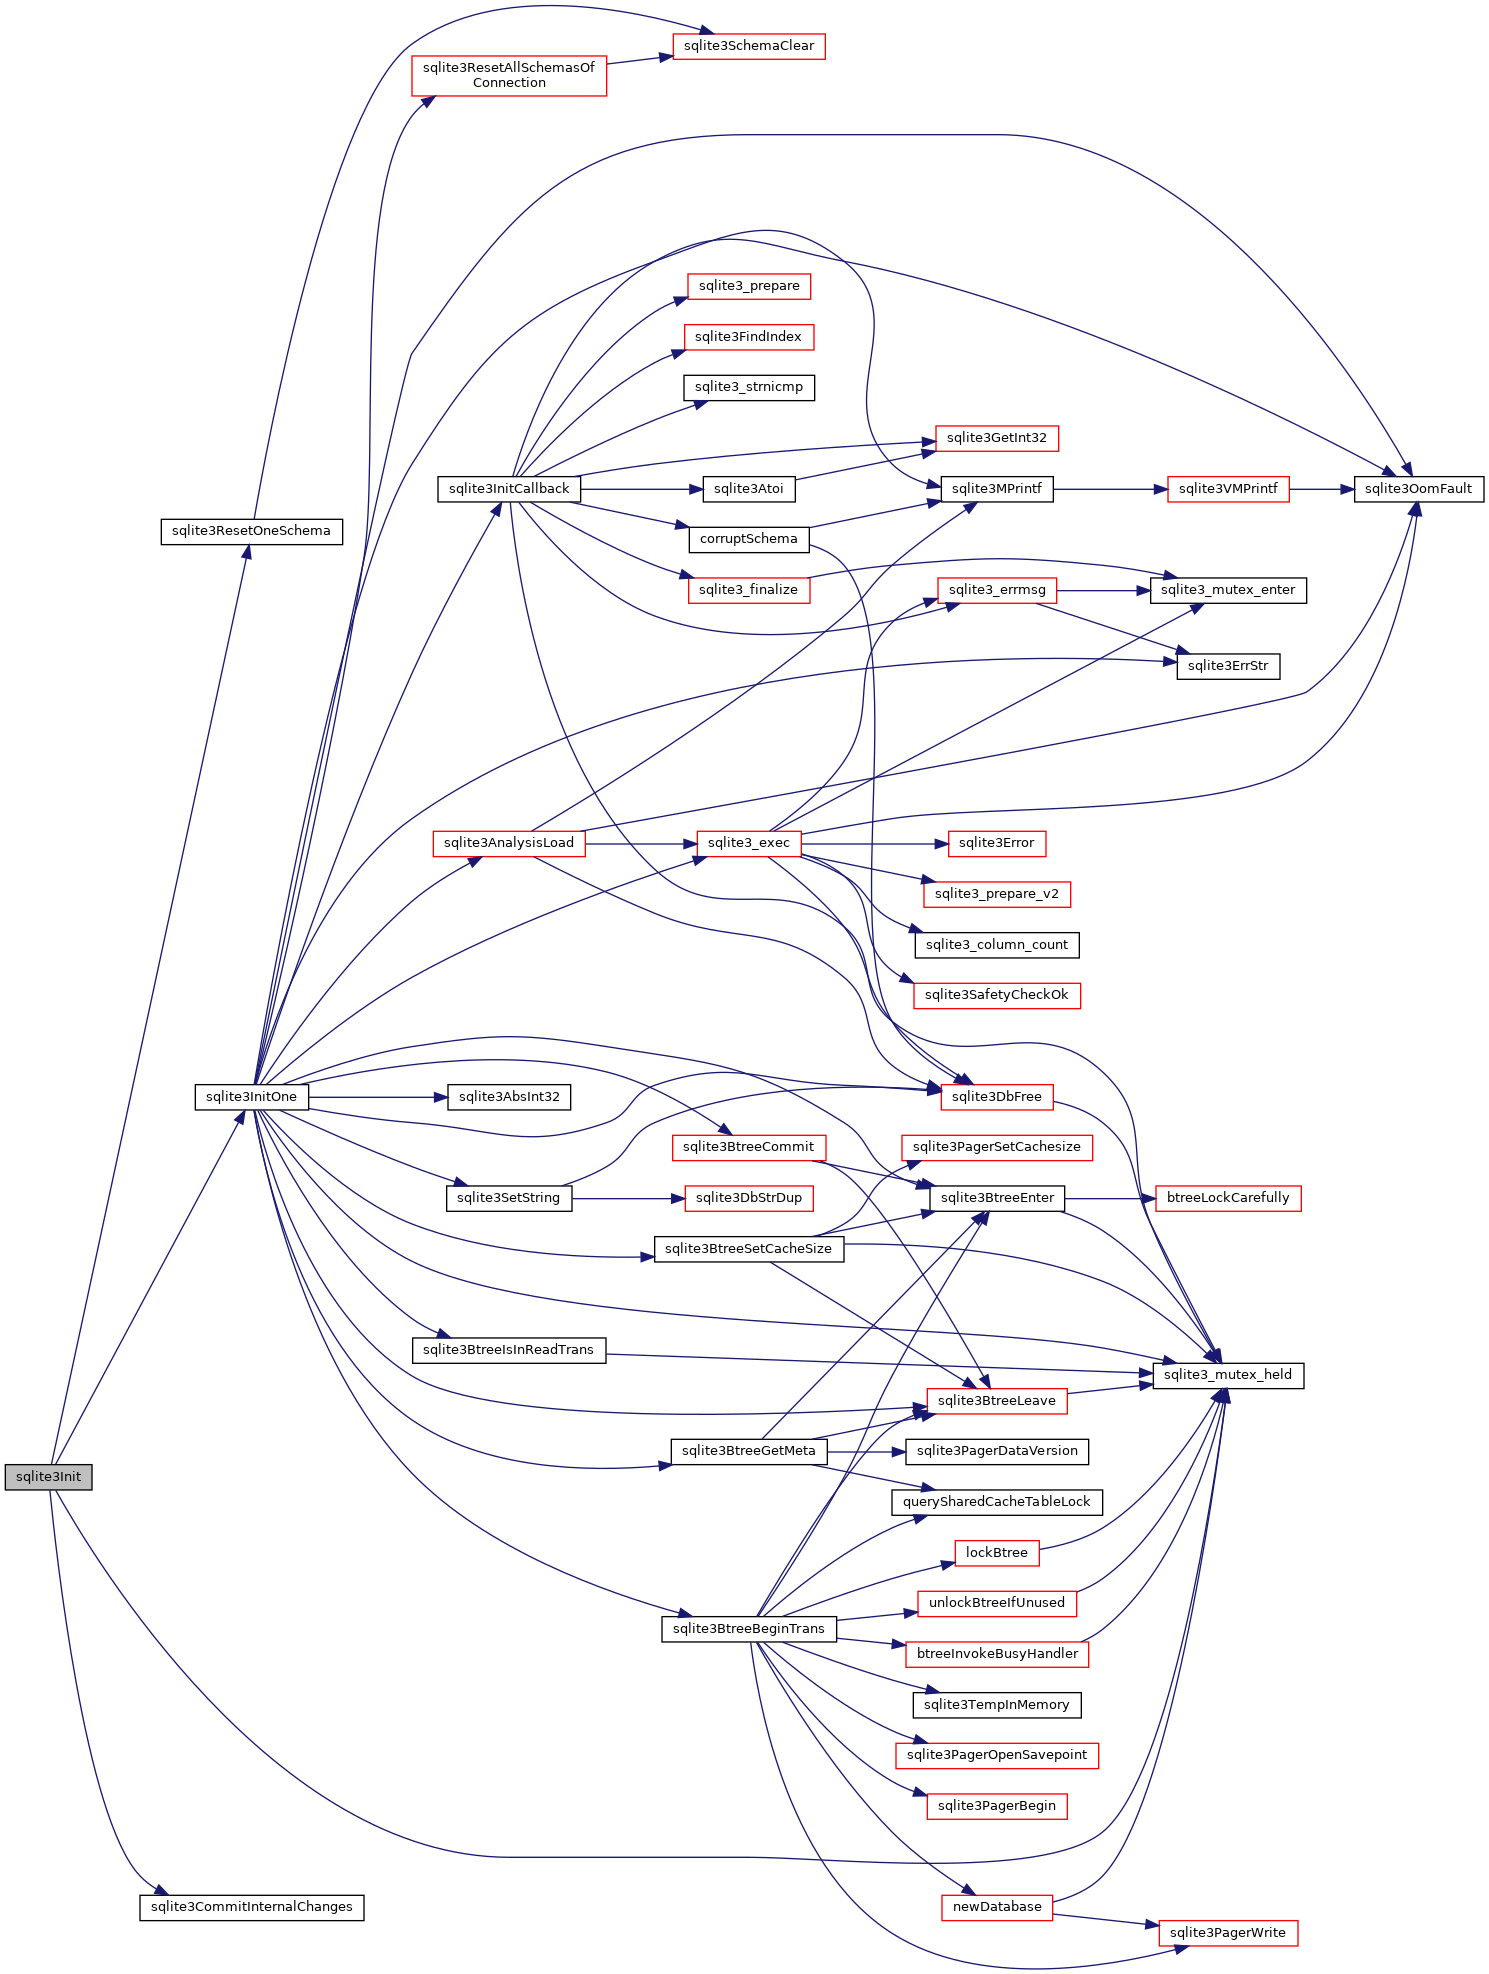 sqlite3SchemaClear
sqlite3ResetAllSchemasOf
Connection
sqlite3_prepare
sqlite3FindIndex
sqlite3_strnicmp
sqlite3GetInt32
sqlite3InitCallback
sqlite3Atoi
sqlite3MPrintf
sqlite3VMPrintf
sqlite3OomFault
sqlite3ResetOneSchema
corruptSchema
sqlite3_finalize
sqlite3_errmsg
sqlite3_mutex_enter
sqlite3ErrStr
sqlite3AnalysisLoad
sqlite3_exec
sqlite3Error
sqlite3_prepare_v2
sqlite3_column_count
sqlite3SafetyCheckOk
sqlite3InitOne
sqlite3AbsInt32
sqlite3DbFree
sqlite3BtreeCommit
sqlite3PagerSetCachesize
sqlite3SetString
sqlite3DbStrDup
sqlite3BtreeEnter
btreeLockCarefully
sqlite3BtreeSetCacheSize
sqlite3BtreeIsInReadTrans
sqlite3_mutex_held
sqlite3BtreeLeave
sqlite3BtreeGetMeta
sqlite3PagerDataVersion
sqlite3Init
querySharedCacheTableLock
lockBtree
unlockBtreeIfUnused
sqlite3BtreeBeginTrans
btreeInvokeBusyHandler
sqlite3TempInMemory
sqlite3PagerOpenSavepoint
sqlite3PagerBegin
sqlite3CommitInternalChanges
newDatabase
sqlite3PagerWrite